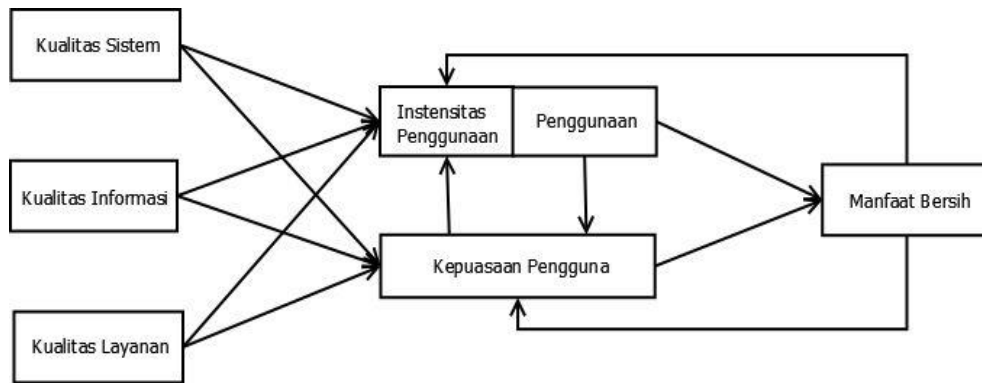 Kualitas Sistem
Instensitas
Penggunaan
Penggunaan
Kualitas Informasi
Manfaat Bersih
Kepuasaan Pengguna
Kualitas Layanan